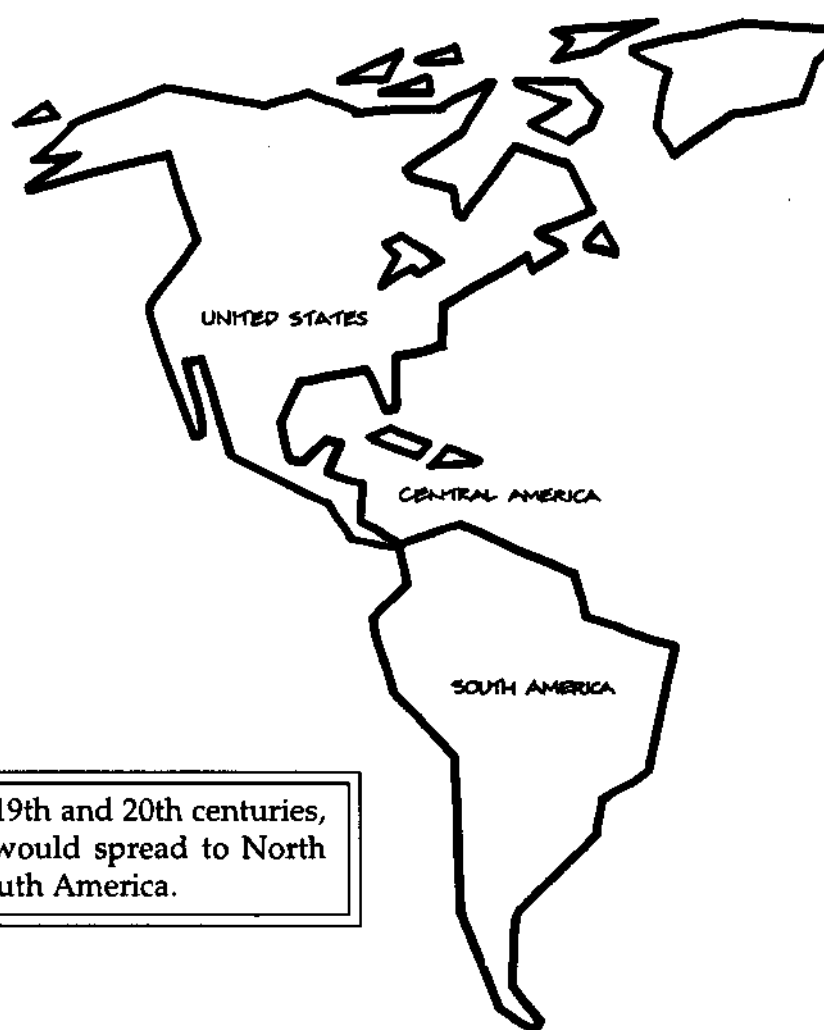 UNITED STATES
CENTRAL AMERICA
SOUTH AMERICA
19th and 20th centuries,
would spread to North
uth America.